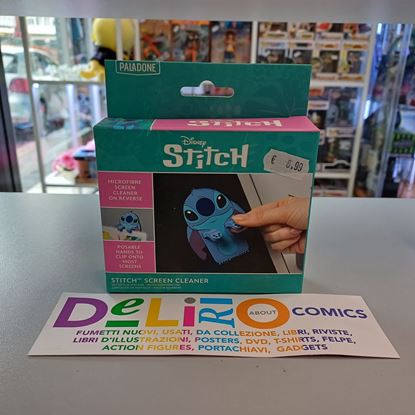 PALADONE
Disney
STiTCH
€ 8.99
MICROFIBRE
SCREEN
CLEANER
ON REVERSE
POSABLE
HANDS TO
CLIP ONTO
MOST
SCREENS
STITCH™ SCREEN CLEANER
DeLiRIO ABOUT COMICS
FUMETTI NUOVI, USATI, DA COLLEZIONE, LIBRI, RIVISTE,
LIBRI D'ILLUSTRAZIONI, POSTERS, DVD, T-SHIRTS, FELPE,
ACTION FIGURES, PORTACHIAVI, GADGETS